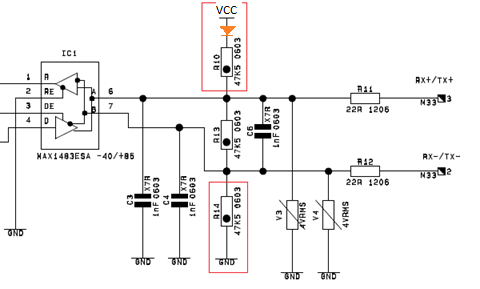 VCC
R10
47K5 0603
IC1
1 R
2 RE
3 DE
4 D
A 6
B 7
MAX1483ESA -40/+85
R11
22R 1206
RX+/TX+
N33 3
R13
47K5 0603
C6
X7R
1nF 0603
R12
22R 1206
RX-/TX-
N33 2
C3
X7R
1nF 0603
C4
X7R
1nF 0603
R14
47K5 0603
V3
4VRMS
V4
4VRMS
GND
GND
GND
GND
GND
GND